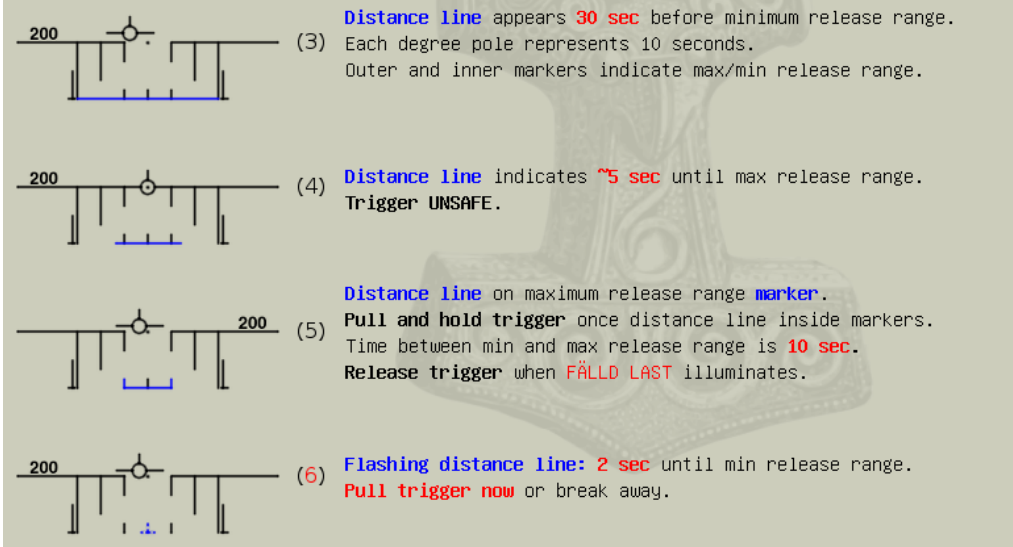 Distance line appears 30 sec before minimum release range.
200
(3) Each degree pole represents 10 seconds.
Outer and inner markers indicate max/min release range.
200
(4) Distance line indicates ~5 sec until max release range.
Trigger UNSAFE.
Distance line on maximum release range marker.
200
(5) Pull and hold trigger once distance line inside markers.
Time between min and max release range is 10 sec.
Release trigger when FÄLLD LAST illuminates.
200
(6) Flashing distance line: 2 sec until min release range.
Pull trigger now or break away.